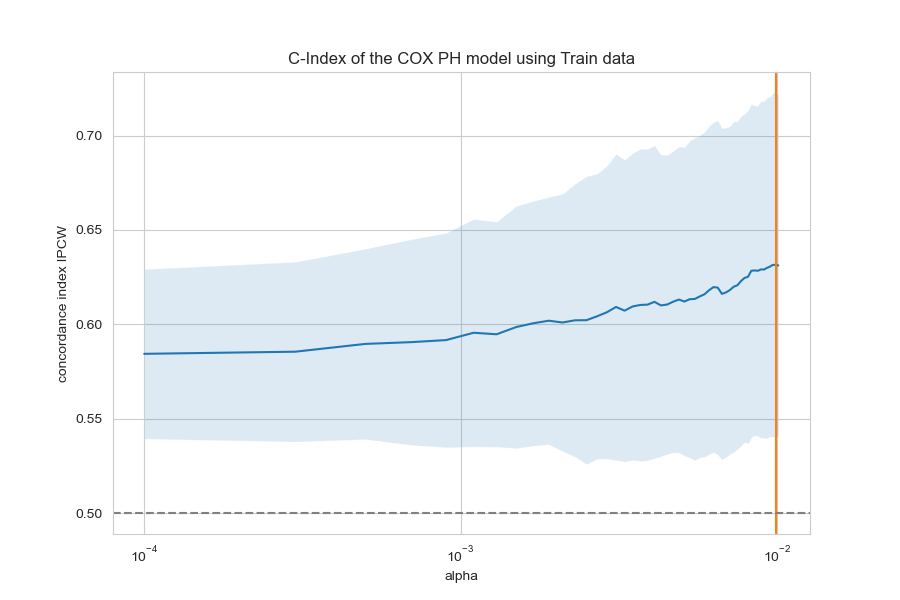 C-Index of the COX PH model using Train data
concordance index IPCW
0.70
0.65
0.60
0.55
0.50
10⁻⁴
10⁻³
10⁻²
alpha